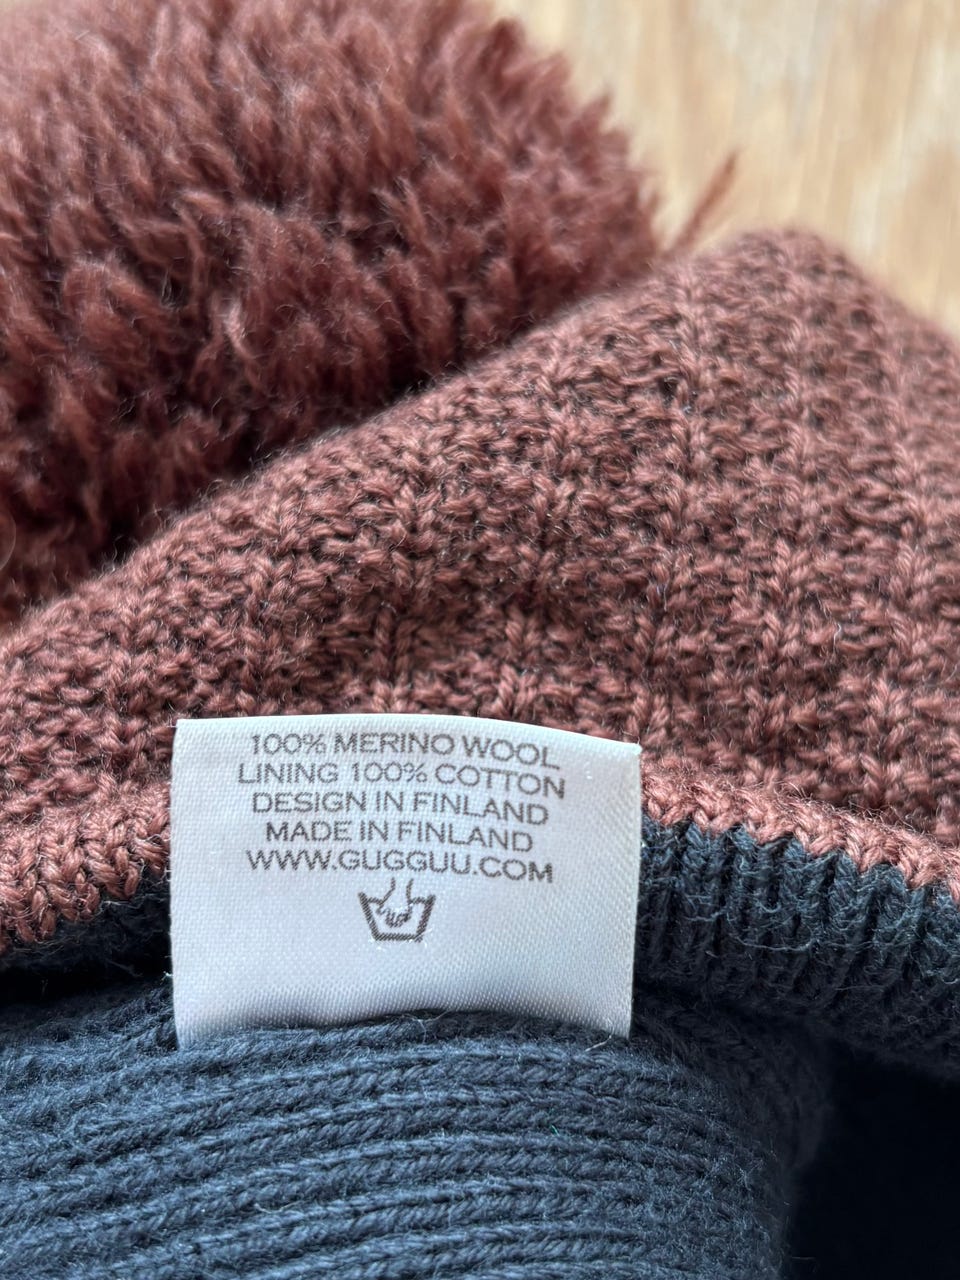 100% MERINO WOOL
LINING 100% COTTON
DESIGN IN FINLAND
MADE IN FINLAND
WWW.GUGGUU.COM